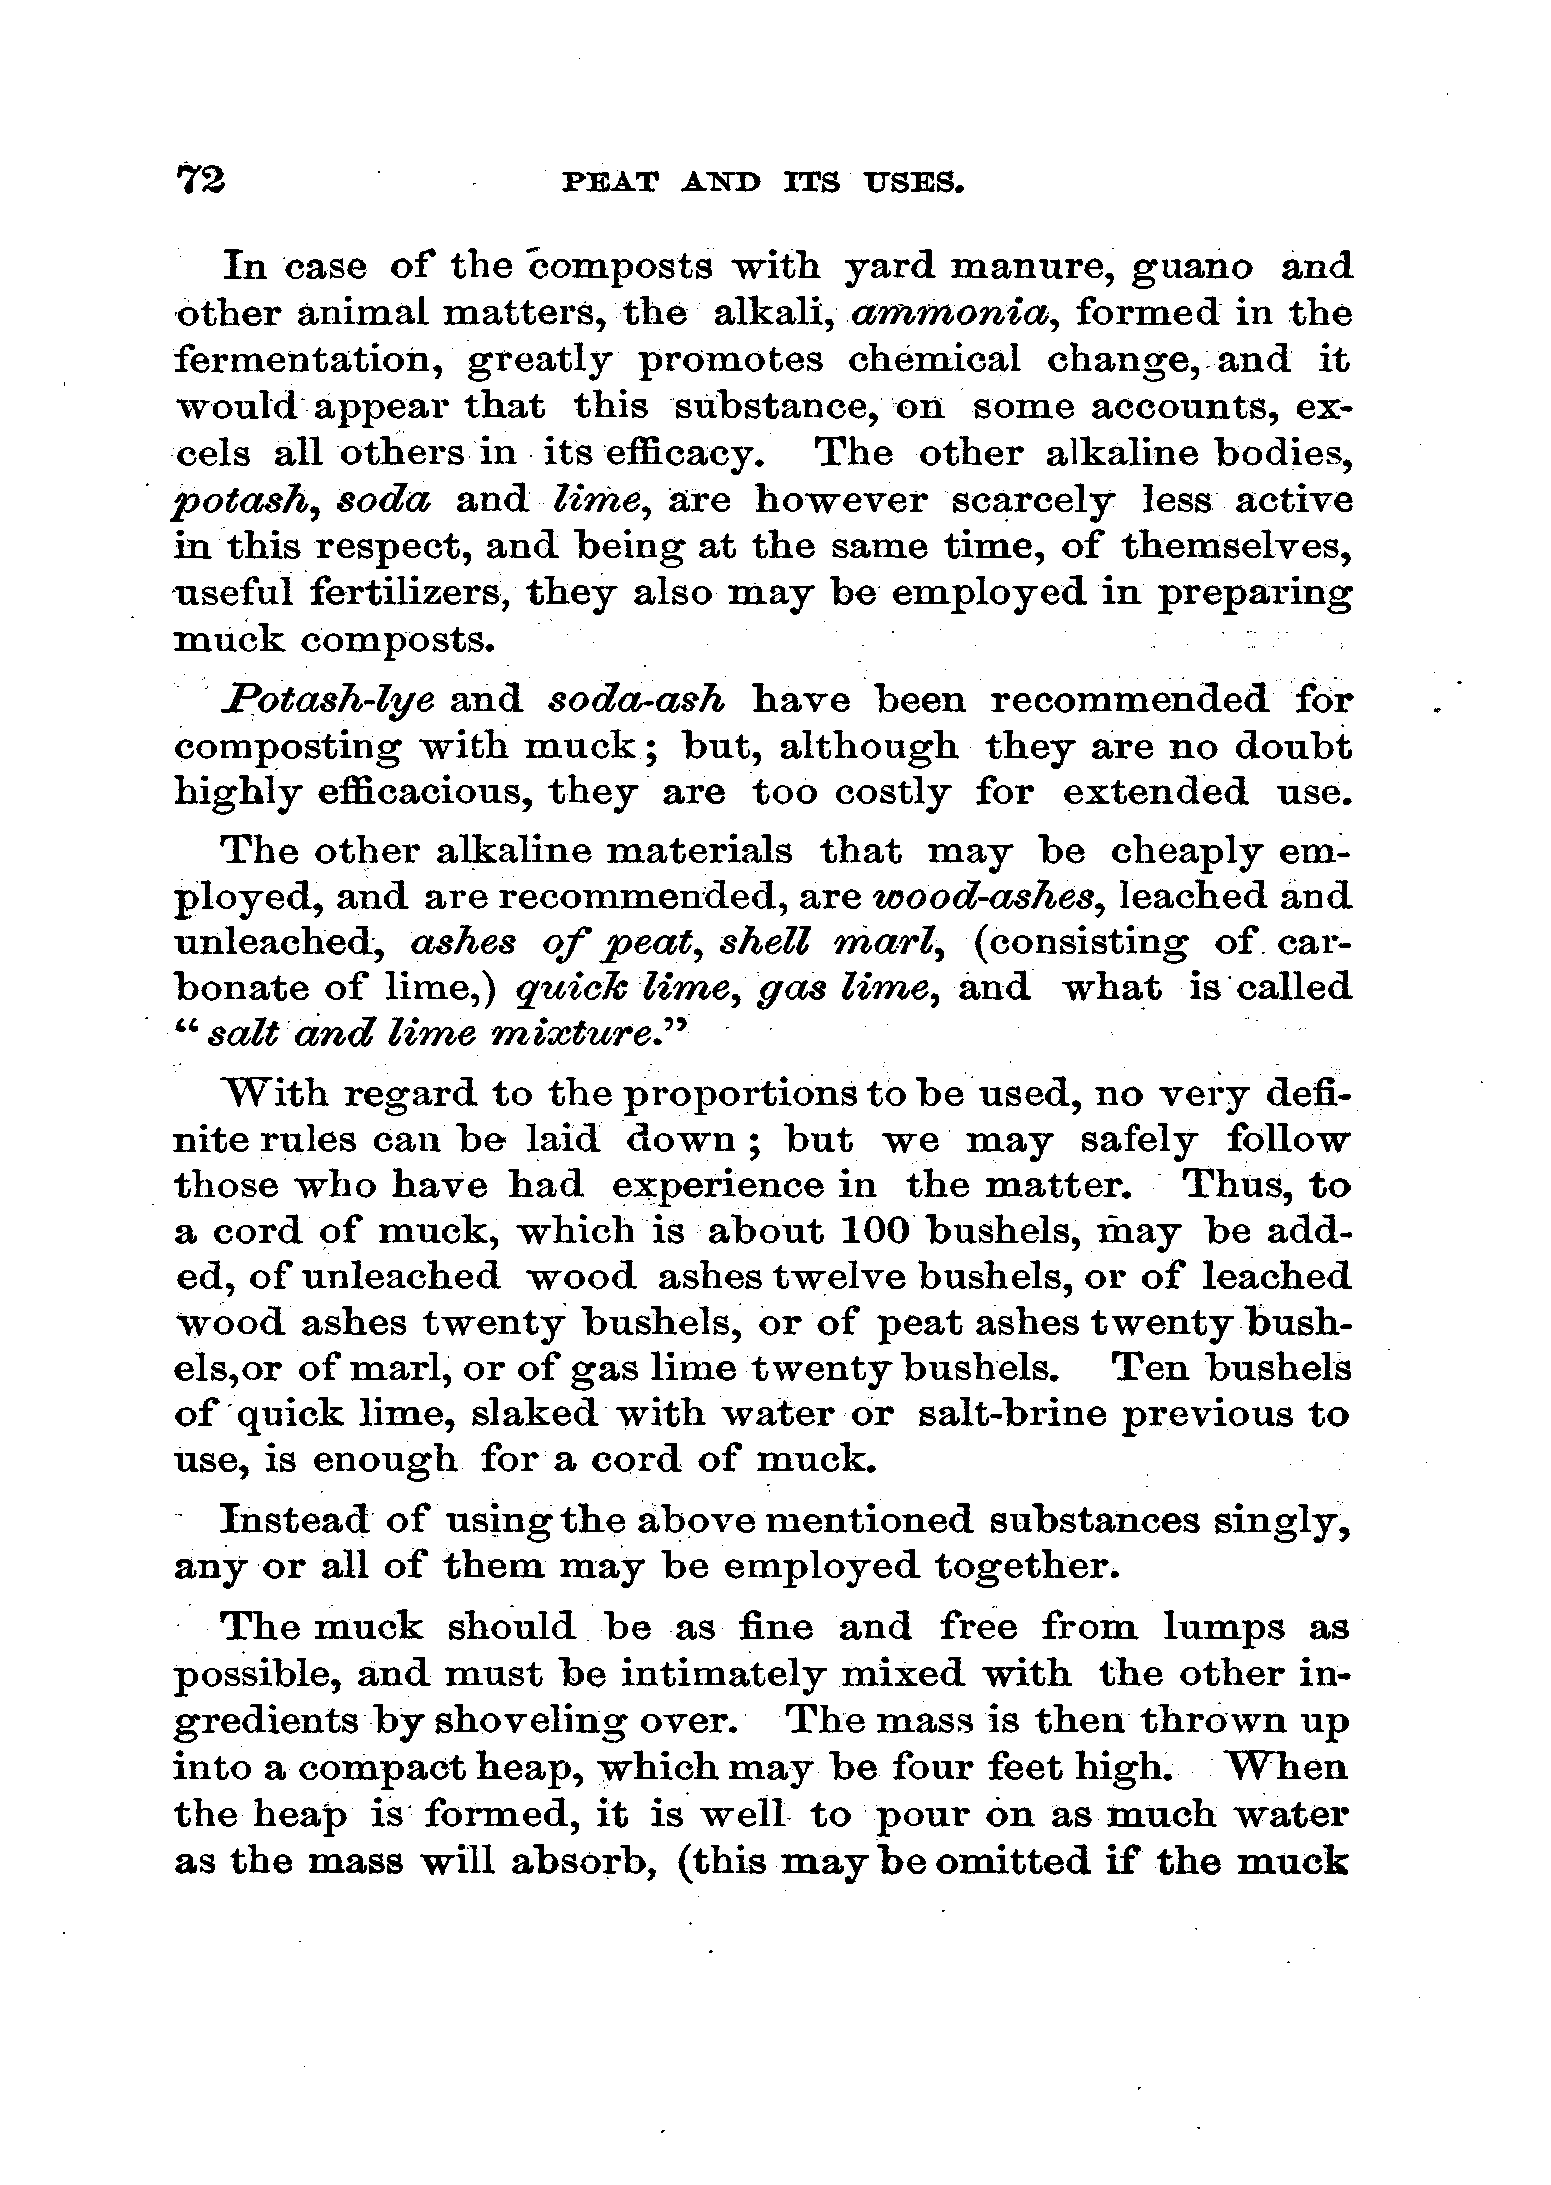 72 PEAT AND ITS USES.
In case of the composts with yard manure, guano and
other animal matters, the alkali, ammonia, formed in the
fermentation, greatly promotes chemical change, and it
would appear that this substance, on some accounts, ex-
cels all others in its efficacy. The other alkaline bodies,
potash, soda and lime, are however scarcely less active
in this respect, and being at the same time, of themselves,
useful fertilizers, they also may be employed in preparing
muck composts.
Potash-lye and soda-ash have been recommended for
composting with muck; but, although they are no doubt
highly efficacious, they are too costly for extended use.
The other alkaline materials that may be cheaply em-
ployed, and are recommended, are wood-ashes, leached and
unleached, ashes of peat, shell marl, (consisting of car-
bonate of lime,) quick lime, gas lime, and what is called
“salt and lime mixture.”
With regard to the proportions to be used, no very defi-
nite rules can be laid down; but we may safely follow
those who have had experience in the matter. Thus, to
a cord of muck, which is about 100 bushels, may be add-
ed, of unleached wood ashes twelve bushels, or of leached
wood ashes twenty bushels, or of peat ashes twenty bush-
els,or of marl, or of gas lime twenty bushels. Ten bushels
of quick lime, slaked with water or salt-brine previous to
use, is enough for a cord of muck.
Instead of using the above mentioned substances singly,
any or all of them may be employed together.
The muck should be as fine and free from lumps as
possible, and must be intimately mixed with the other in-
gredients by shoveling over. The mass is then thrown up
into a compact heap, which may be four feet high. When
the heap is formed, it is well to pour on as much water
as the mass will absorb, (this may be omitted if the muck